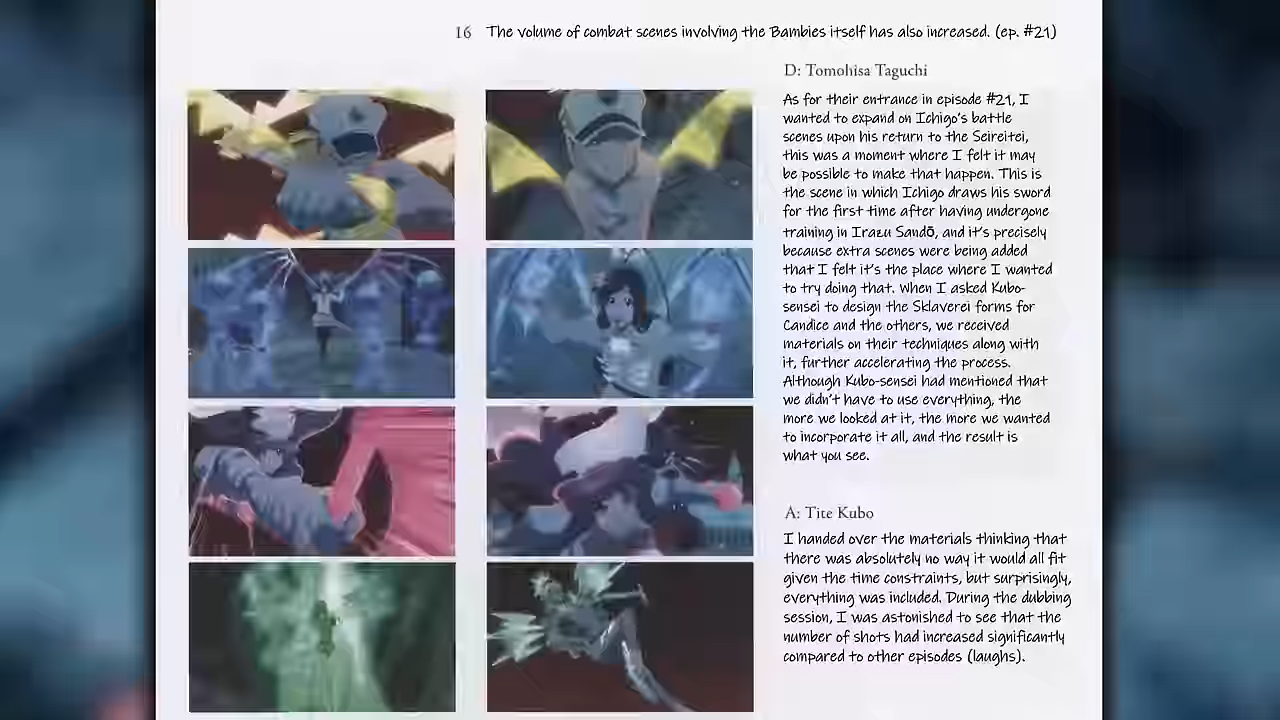 16 The volume of combat scenes involving the Bambies itself has also increased. (ep. #21)
D: Tomohisa Taguchi
As for their entrance in episode #21, I
wanted to expand on Ichigo's battle
scenes upon his return to the Seireitei,
this was a moment where I felt it may
be possible to make that happen. This is
the scene in which Ichigo draws his sword
for the first time after having undergone
training in Irazu Sandō, and it's precisely
because extra scenes were being added
that I felt it's the place where I wanted
to try doing that. When I asked Kubo-
sensei to design the Sklaverei forms for
Candice and the others, we received
materials on their techniques along with
it, further accelerating the process.
Although Kubo-sensei had mentioned that
we didn't have to use everything, the
more we looked at it, the more we wanted
to incorporate it all, and the result is
what you see.
A: Tite Kubo
I handed over the materials thinking that
there was absolutely no way it would all fit
given the time constraints, but surprisingly,
everything was included. During the dubbing
session, I was astonished to see that the
number of shots had increased significantly
compared to other episodes (laughs).